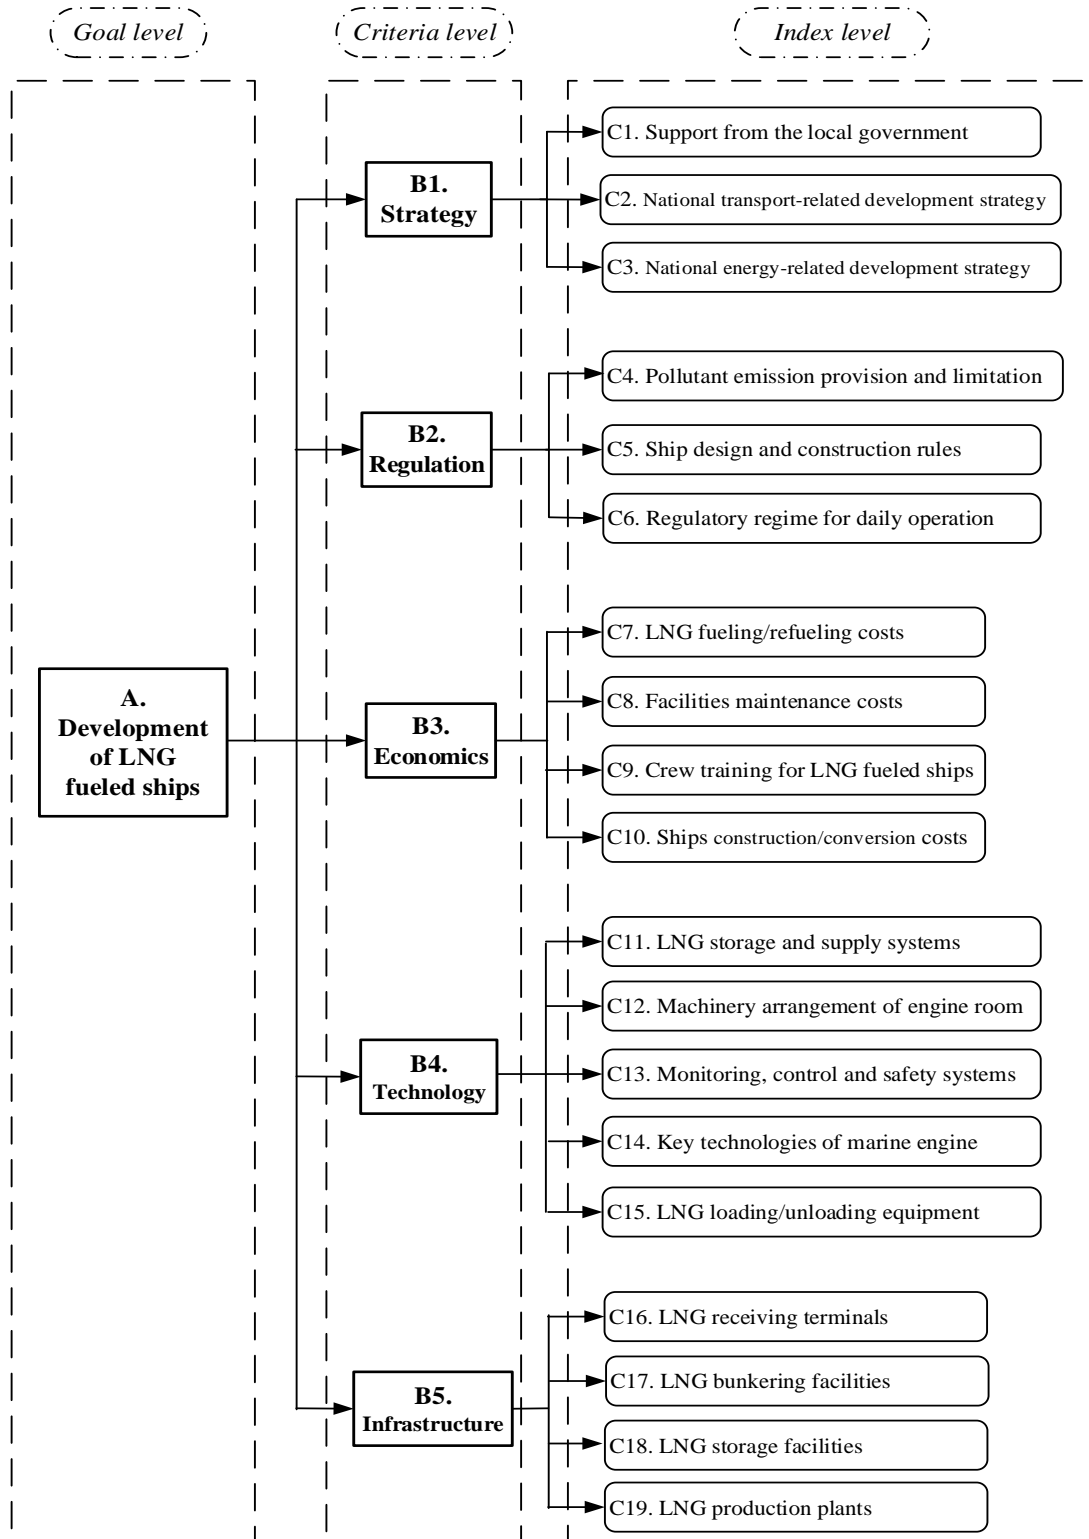 Goal level
Criteria level
Index level
C1. Support from the local government
B1.
Strategy
C2. National transport-related development strategy
C3. National energy-related development strategy
C4. Pollutant emission provision and limitation
B2.
Regulation
C5. Ship design and construction rules
C6. Regulatory regime for daily operation
C7. LNG fueling/refueling costs
A.
Development
of LNG
fueled ships
C8. Facilities maintenance costs
B3.
Economics
C9. Crew training for LNG fueled ships
C10. Ships construction/conversion costs
C11. LNG storage and supply systems
C12. Machinery arrangement of engine room
B4.
Technology
C13. Monitoring, control and safety systems
C14. Key technologies of marine engine
C15. LNG loading/unloading equipment
C16. LNG receiving terminals
C17. LNG bunkering facilities
B5.
Infrastructure
C18. LNG storage facilities
C19. LNG production plants